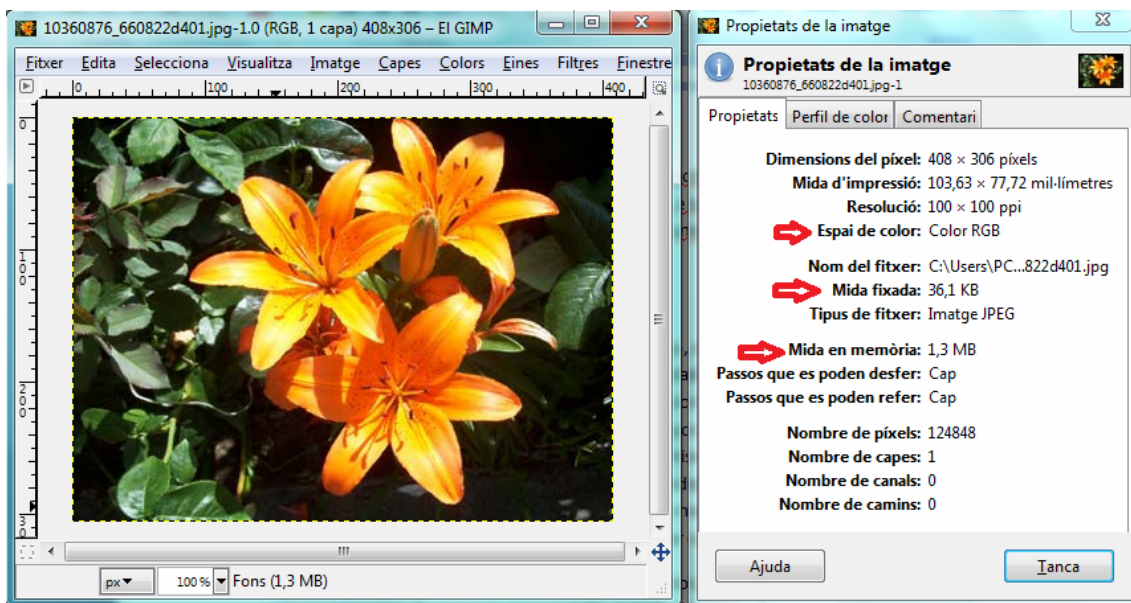 10360876_660822d401.jpg-1.0 (RGB, 1 capa) 408x306 – El GIMP
Fitxer Edita Selecciona Visualitza Imatge Capes Colors Eines Filtres Finestre
0 100 200 300 400
0
100
200
30
px 100 % Fons (1,3 MB)
Propietats de la imatge
Propietats de la imatge
10360876_660822d401.jpg-1
Propietats Perfil de color Comentari
Dimensions del píxel: 408 × 306 píxels
Mida d'impressió: 103,63 × 77,72 mil·límetres
Resolució: 100 × 100 ppi
Espai de color: Color RGB
Nom del fitxer: C:\Users\PC...822d401.jpg
Mida fixada: 36,1 KB
Tipus de fitxer: Imatge JPEG
Mida en memòria: 1,3 MB
Passos que es poden desfer: Cap
Passos que es poden refer: Cap
Nombre de píxels: 124848
Nombre de capes: 1
Nombre de canals: 0
Nombre de camins: 0
Ajuda Tanca